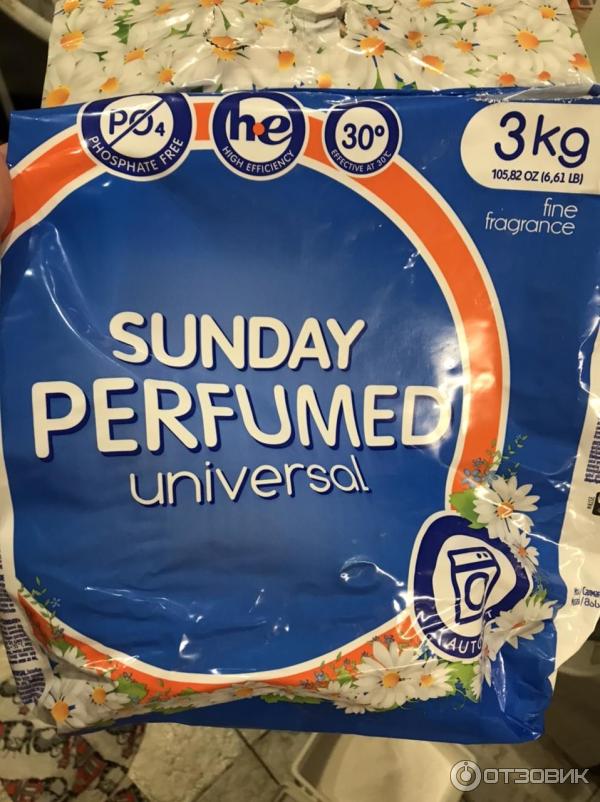 PO₄
PHOSPHATE FREE
h·e
HIGH EFFICIENCY
30°
EFFECTIVE AT 30°C
3kg
105,82 OZ (6,61 LB)
fine
fragrance
SUNDAY
PERFUMED
universal
AUTO
ОТЗОВИК